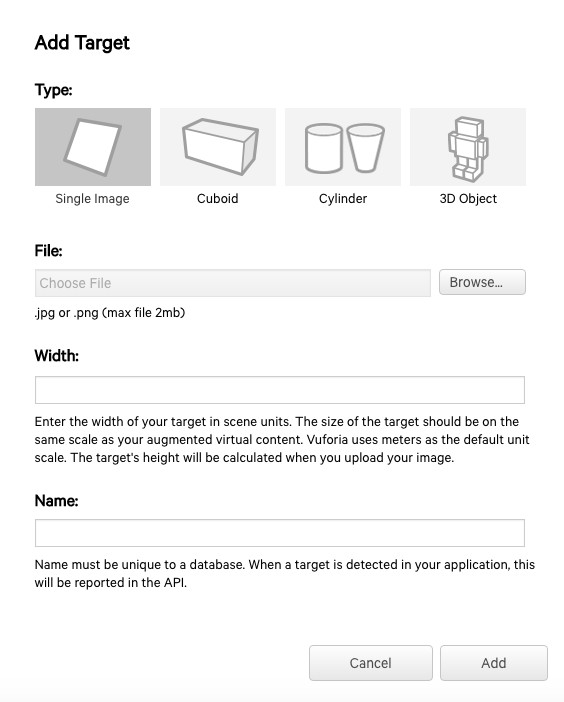 Add Target
Type:
Single Image
Cuboid
Cylinder
3D Object
File:
Choose File
Browse...
.jpg or .png (max file 2mb)
Width:
Enter the width of your target in scene units. The size of the target should be on the
same scale as your augmented virtual content. Vuforia uses meters as the default unit
scale. The target's height will be calculated when you upload your image.
Name:
Name must be unique to a database. When a target is detected in your application, this
will be reported in the API.
Cancel
Add